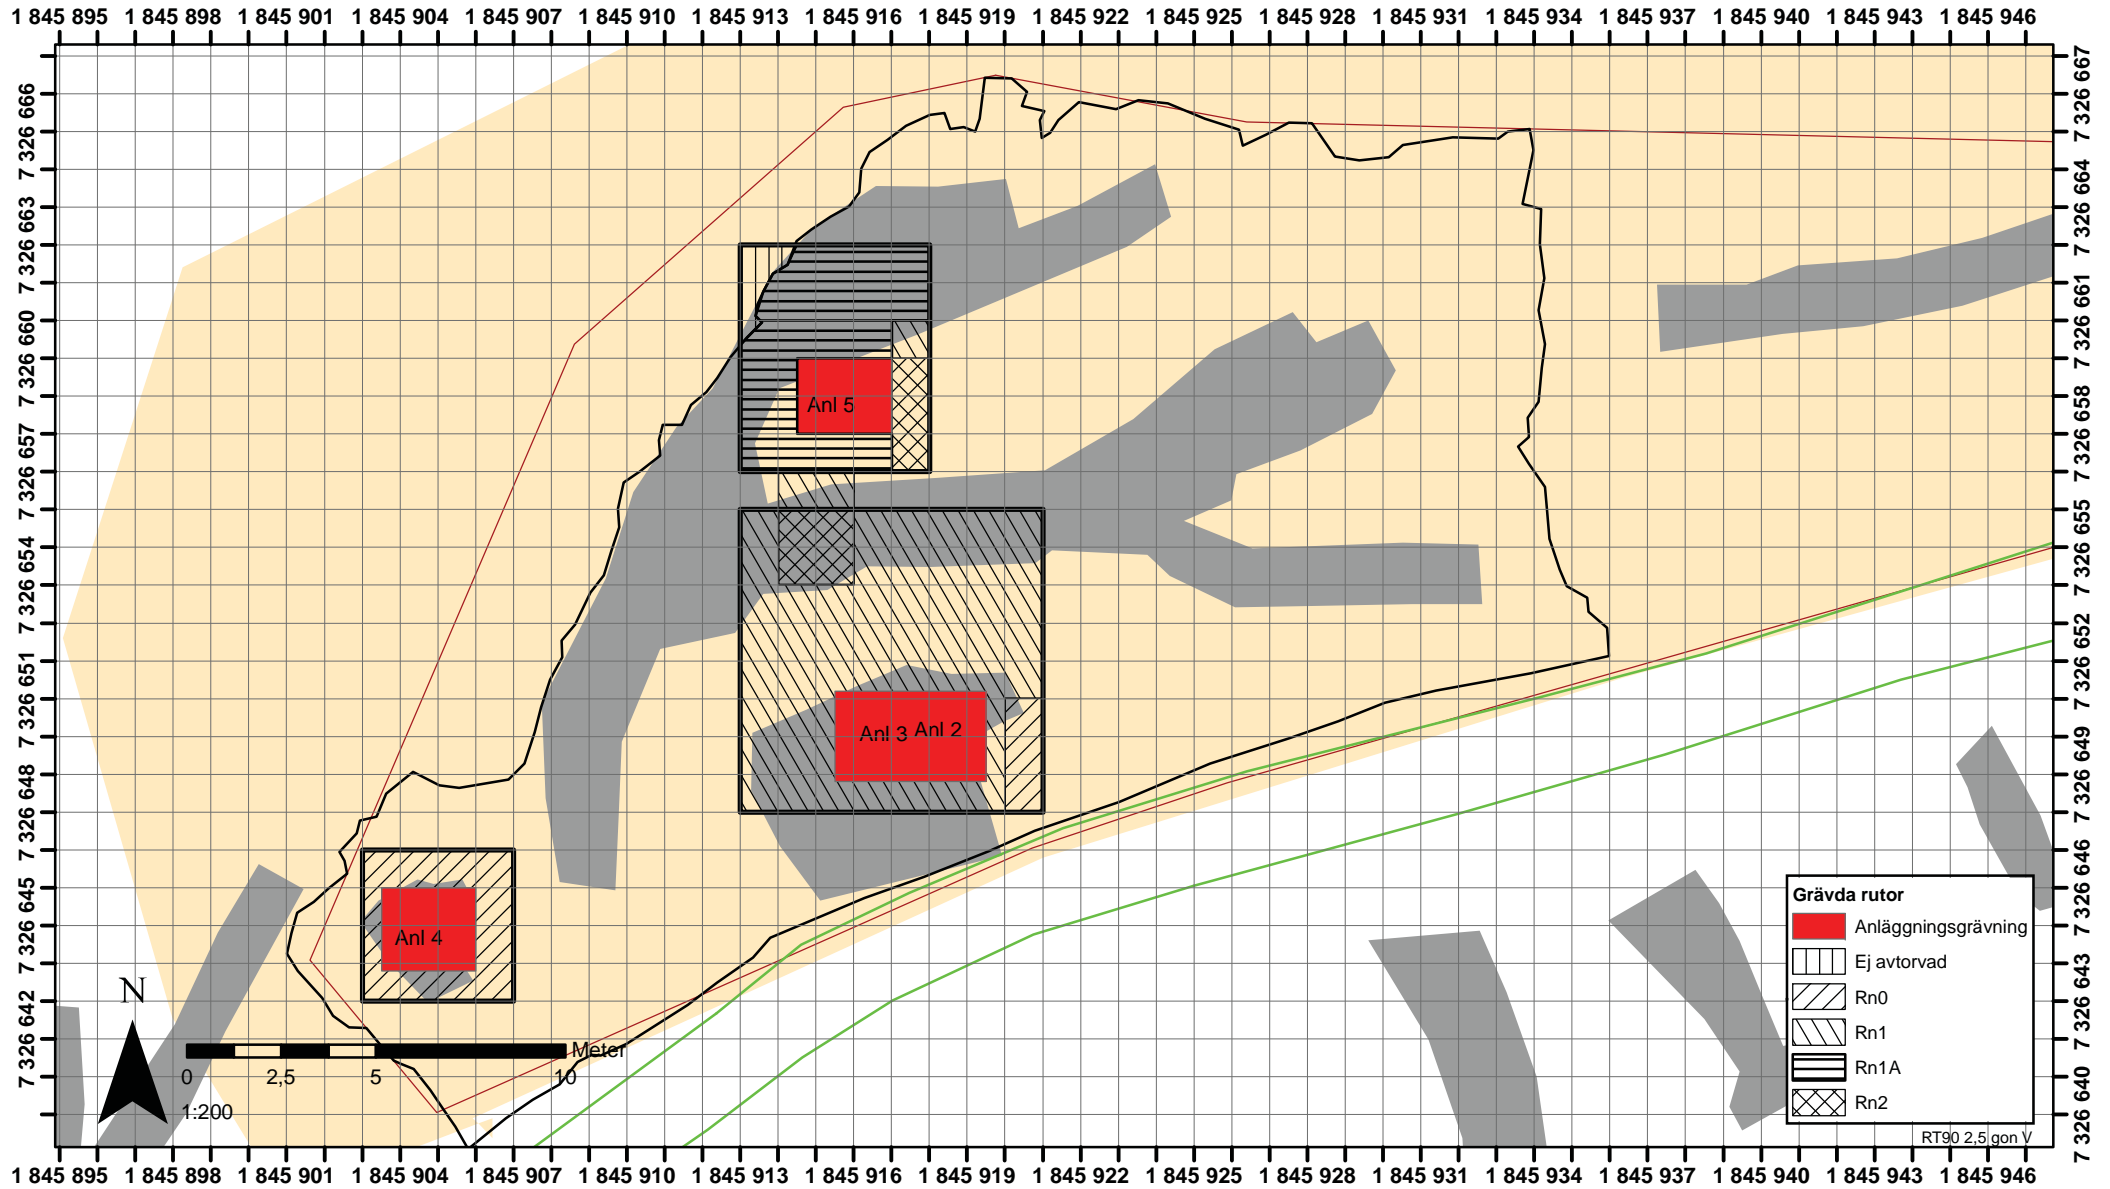 1 845 895 1 845 898 1 845 901 1 845 904 1 845 907 1 845 910 1 845 913 1 845 916 1 845 919 1 845 922 1 845 925 1 845 928 1 845 931 1 845 934 1 845 937 1 845 940 1 845 943 1 845 946
7 326 666
7 326 663
7 326 660
7 326 657
7 326 654
7 326 651
7 326 648
7 326 645
7 326 642
7 326 667
7 326 664
7 326 661
7 326 658
7 326 655
7 326 652
7 326 649
7 326 646
7 326 643
7 326 640
Anl 5
Anl 3 Anl 2
Anl 4
N
Meter
0 2,5 5 10
1:200
Grävda rutor
Anläggningsgrävning
Ej avtorvad
Rn0
Rn1
Rn1A
Rn2
RT90 2,5 gon V
1 845 895 1 845 898 1 845 901 1 845 904 1 845 907 1 845 910 1 845 913 1 845 916 1 845 919 1 845 922 1 845 925 1 845 928 1 845 931 1 845 934 1 845 937 1 845 940 1 845 943 1 845 946